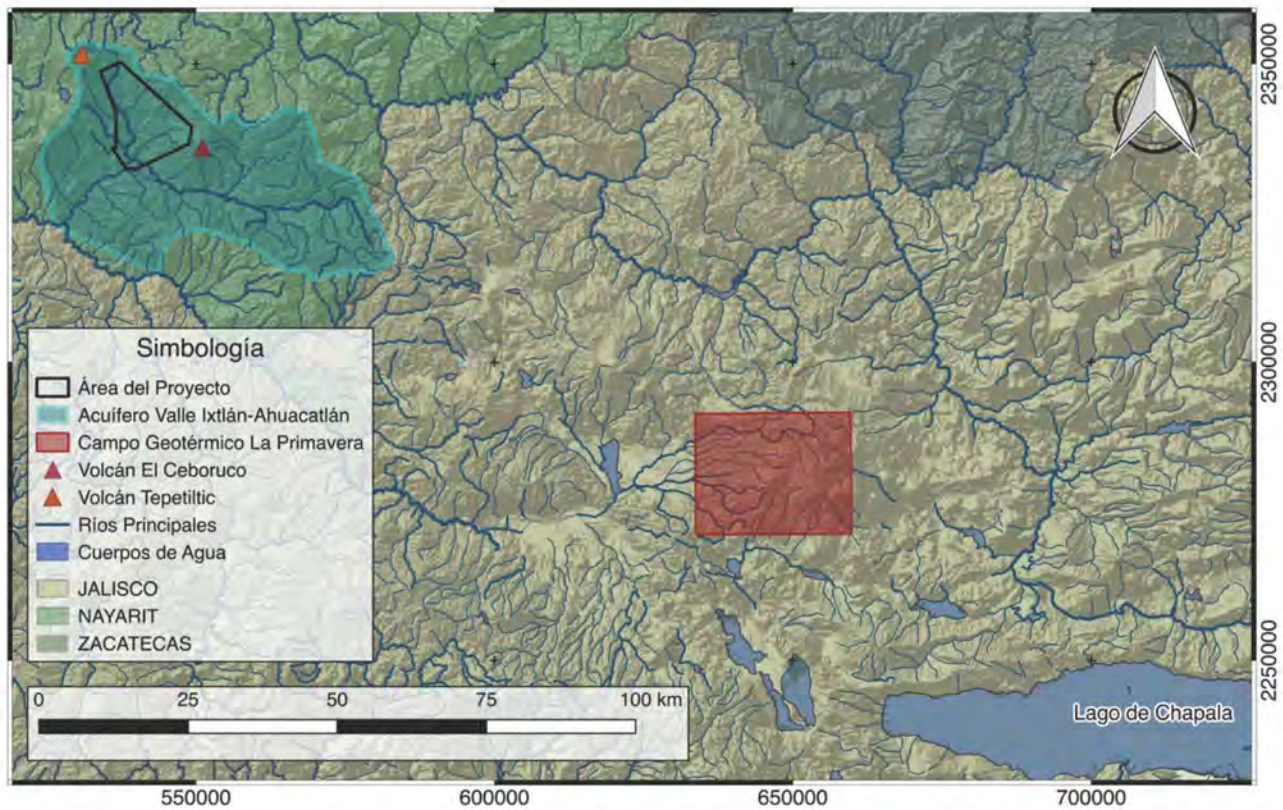 2350000
2300000
2250000
Simbología
Área del Proyecto
Acuífero Valle Ixtlán-Ahuacatlán
Campo Geotérmico La Primavera
Volcán El Ceboruco
Volcán Tepetiltic
Ríos Principales
Cuerpos de Agua
JALISCO
NAYARIT
ZACATECAS
0 25 50 75 100 km
Lago de Chapala
550000 600000 650000 700000